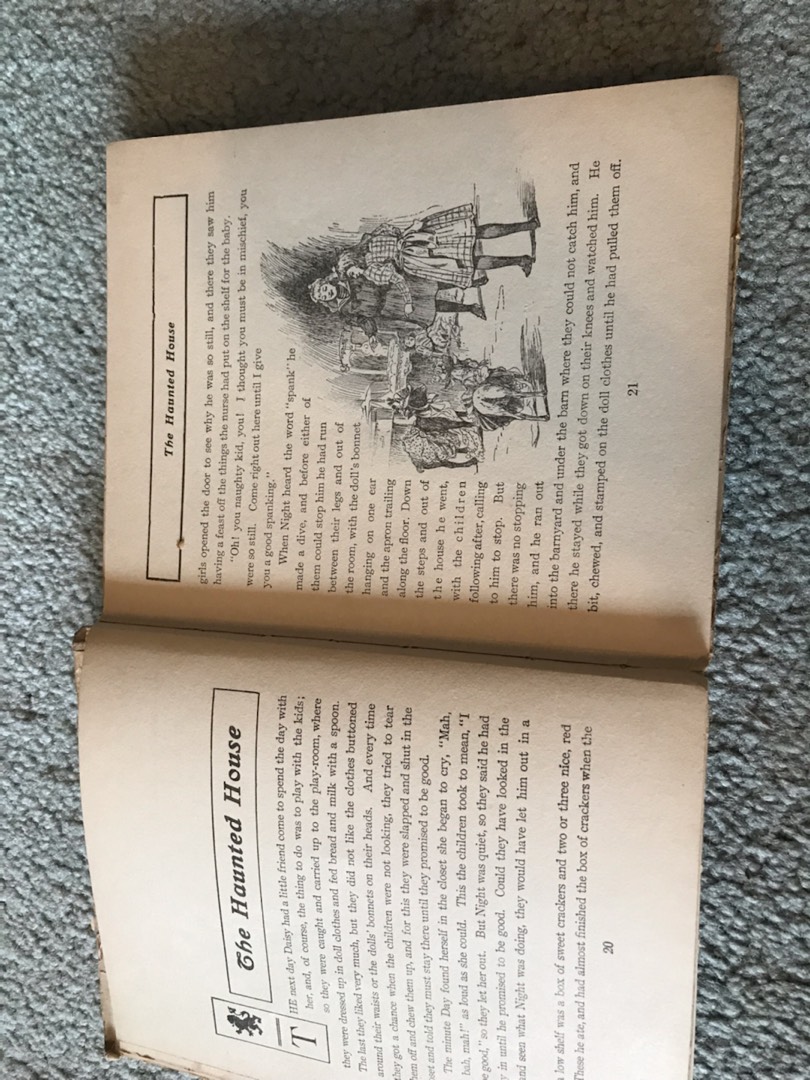 The Haunted House
THE next day Daisy had a little friend come to spend the day with
her, and, of course, the thing to do was to play with the kids;
so they were caught and carried up to the play-room, where
they were dressed up in doll clothes and fed bread and milk with a spoon.
The last they liked very much, but they did not like the clothes buttoned
around their waists or the dolls' bonnets on their heads. And every time
they got a chance when the children were not looking, they tried to tear
hem off and chew them up, and for this they were slapped and shut in the
set and told they must stay there until they promised to be good.
The minute Day found herself in the closet she began to cry, "Mah,
bah, mah!" as loud as she could. This the children took to mean, "I
be good," so they let her out. But Night was quiet, so they said he had
y in until he promised to be good. Could they have looked in the
and seen what Night was doing, they would have let him out in a
low shelf was a box of sweet crackers and two or three nice, red
These he ate, and had almost finished the box of crackers when the
20
The Haunted House
girls opened the door to see why he was so still, and there they saw him
having a feast off the things the nurse had put on the shelf for the baby.
"Oh! you naughty kid, you! I thought you must be in mischief, you
were so still. Come right out here until I give
you a good spanking."
When Night heard the word "spank" he
made a dive, and before either of
them could stop him he had run
between their legs and out of
the room, with the doll's bonnet
hanging on one ear
and the apron trailing
along the floor. Down
the steps and out of
the house he went,
with the children
following after, calling
to him to stop. But
there was no stopping
him, and he ran out
into the barnyard and under the barn where they could not catch him, and
there he stayed while they got down on their knees and watched him. He
bit, chewed, and stamped on the doll clothes until he had pulled them off.
21